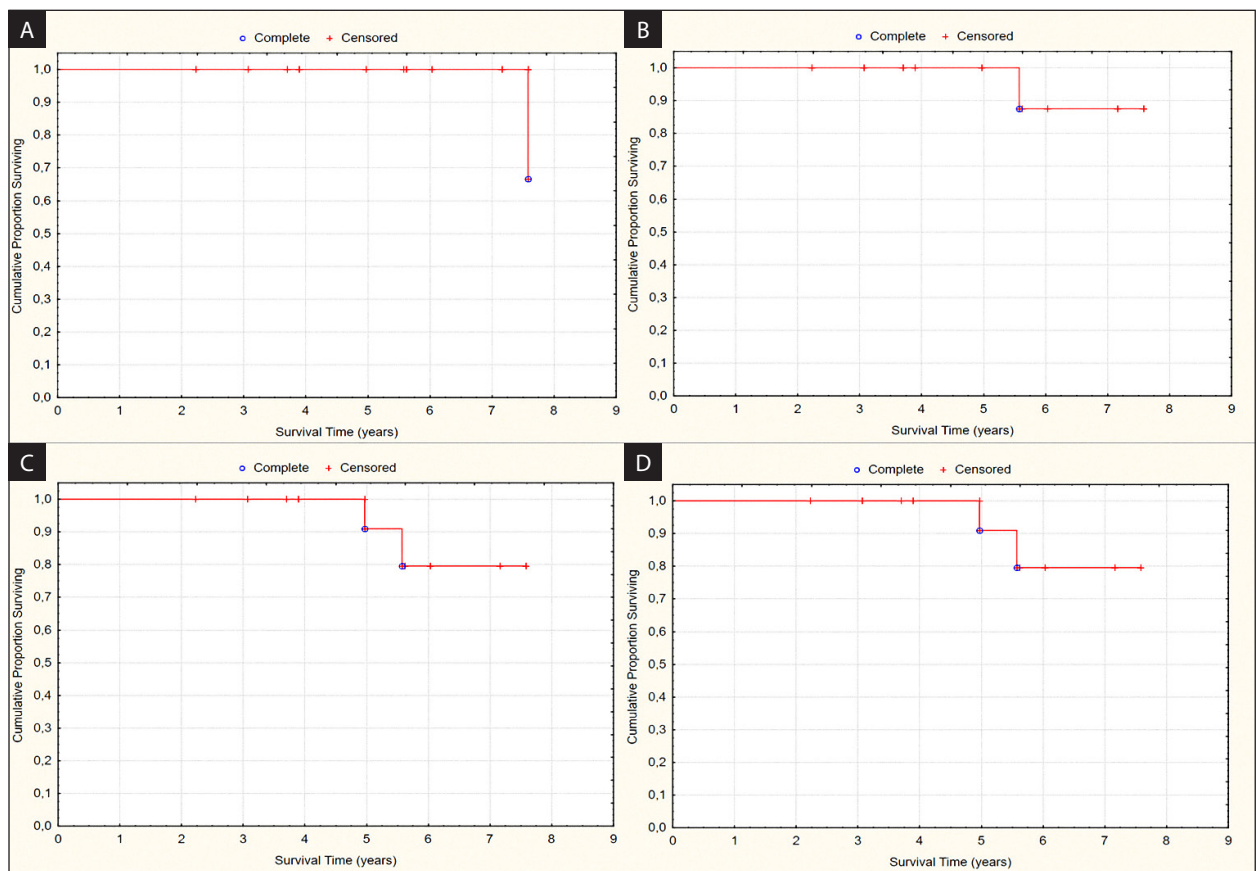 A
Complete Censored
1,0
0,9
0,8
0,7
0,6
0,5
0,4
0,3
0,2
0,1
0,0
Cumulative Proportion Surviving
0 1 2 3 4 5 6 7 8 9
Survival Time (years)
B
Complete Censored
1,0
0,9
0,8
0,7
0,6
0,5
0,4
0,3
0,2
0,1
0,0
Cumulative Proportion Surviving
0 1 2 3 4 5 6 7 8 9
Survival Time (years)
C
Complete Censored
1,0
0,9
0,8
0,7
0,6
0,5
0,4
0,3
0,2
0,1
0,0
Cumulative Proportion Surviving
0 1 2 3 4 5 6 7 8 9
Survival Time (years)
D
Complete Censored
1,0
0,9
0,8
0,7
0,6
0,5
0,4
0,3
0,2
0,1
0,0
Cumulative Proportion Surviving
0 1 2 3 4 5 6 7 8 9
Survival Time (years)